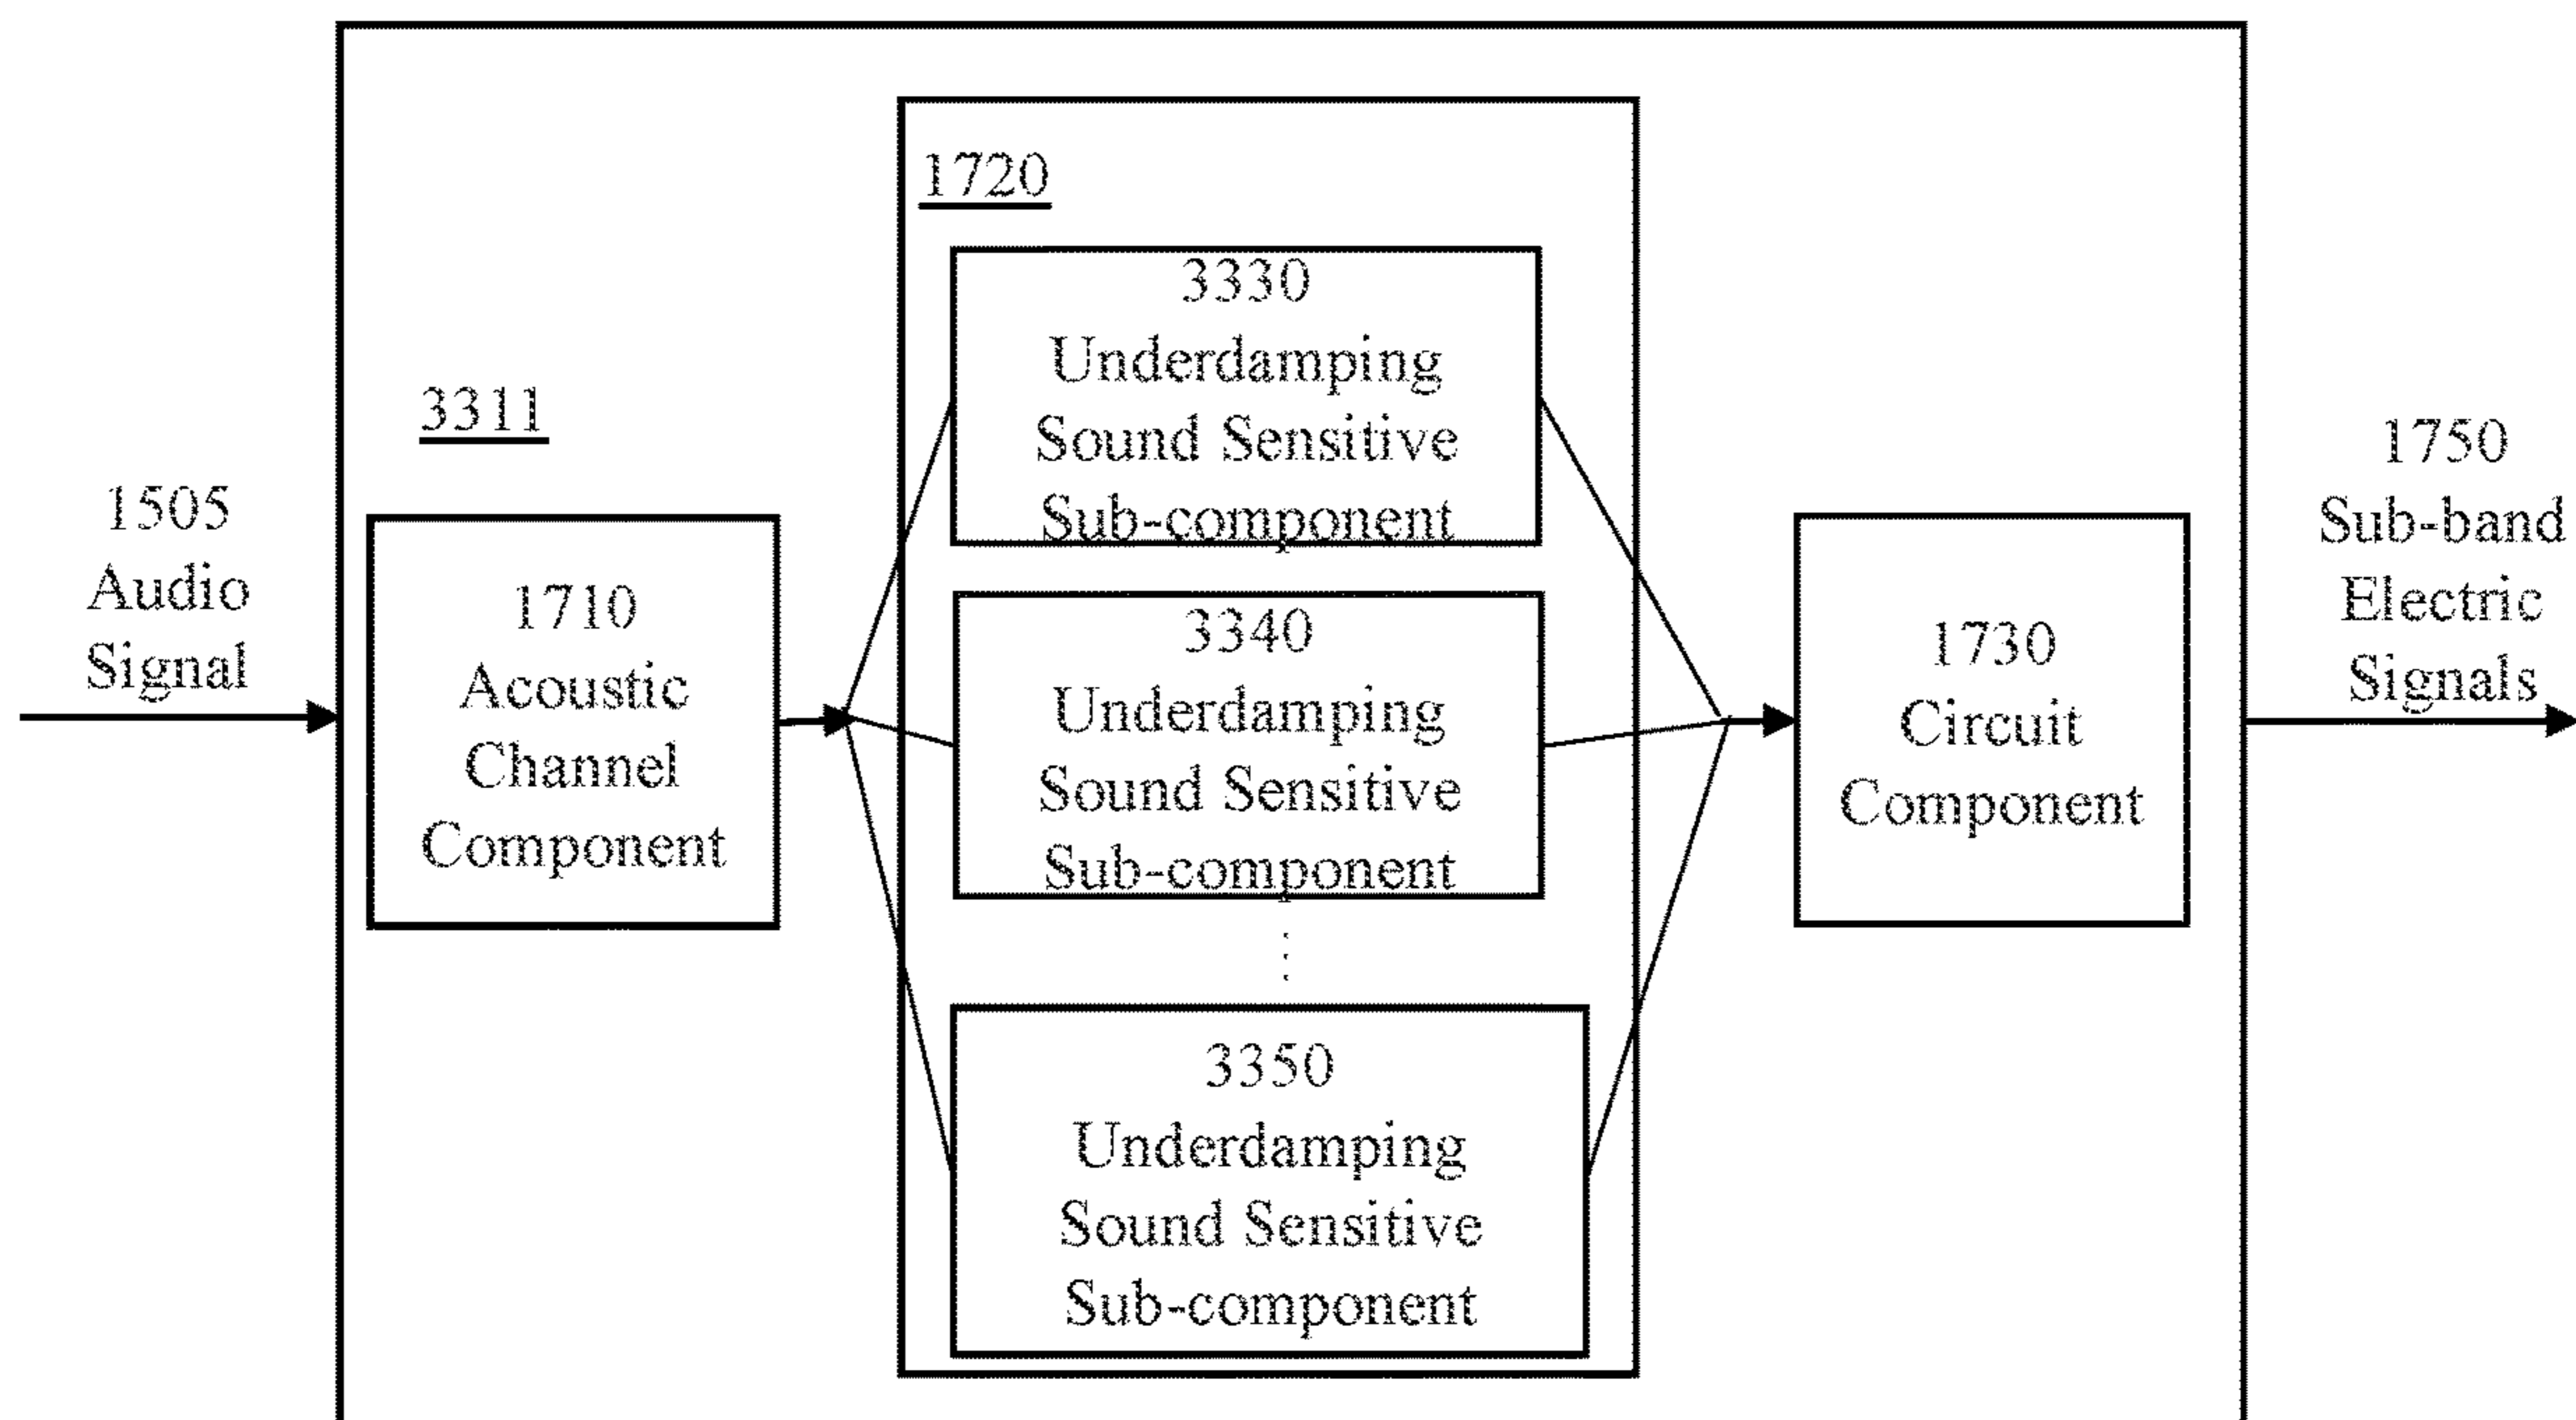 1505
Audio
Signal
3311
1710
Acoustic
Channel
Component
1720
3330
Underdamping
Sound Sensitive
Sub-component
3340
Underdamping
Sound Sensitive
Sub-component
3350
Underdamping
Sound Sensitive
Sub-component
1730
Circuit
Component
1750
Sub-band
Electric
Signals